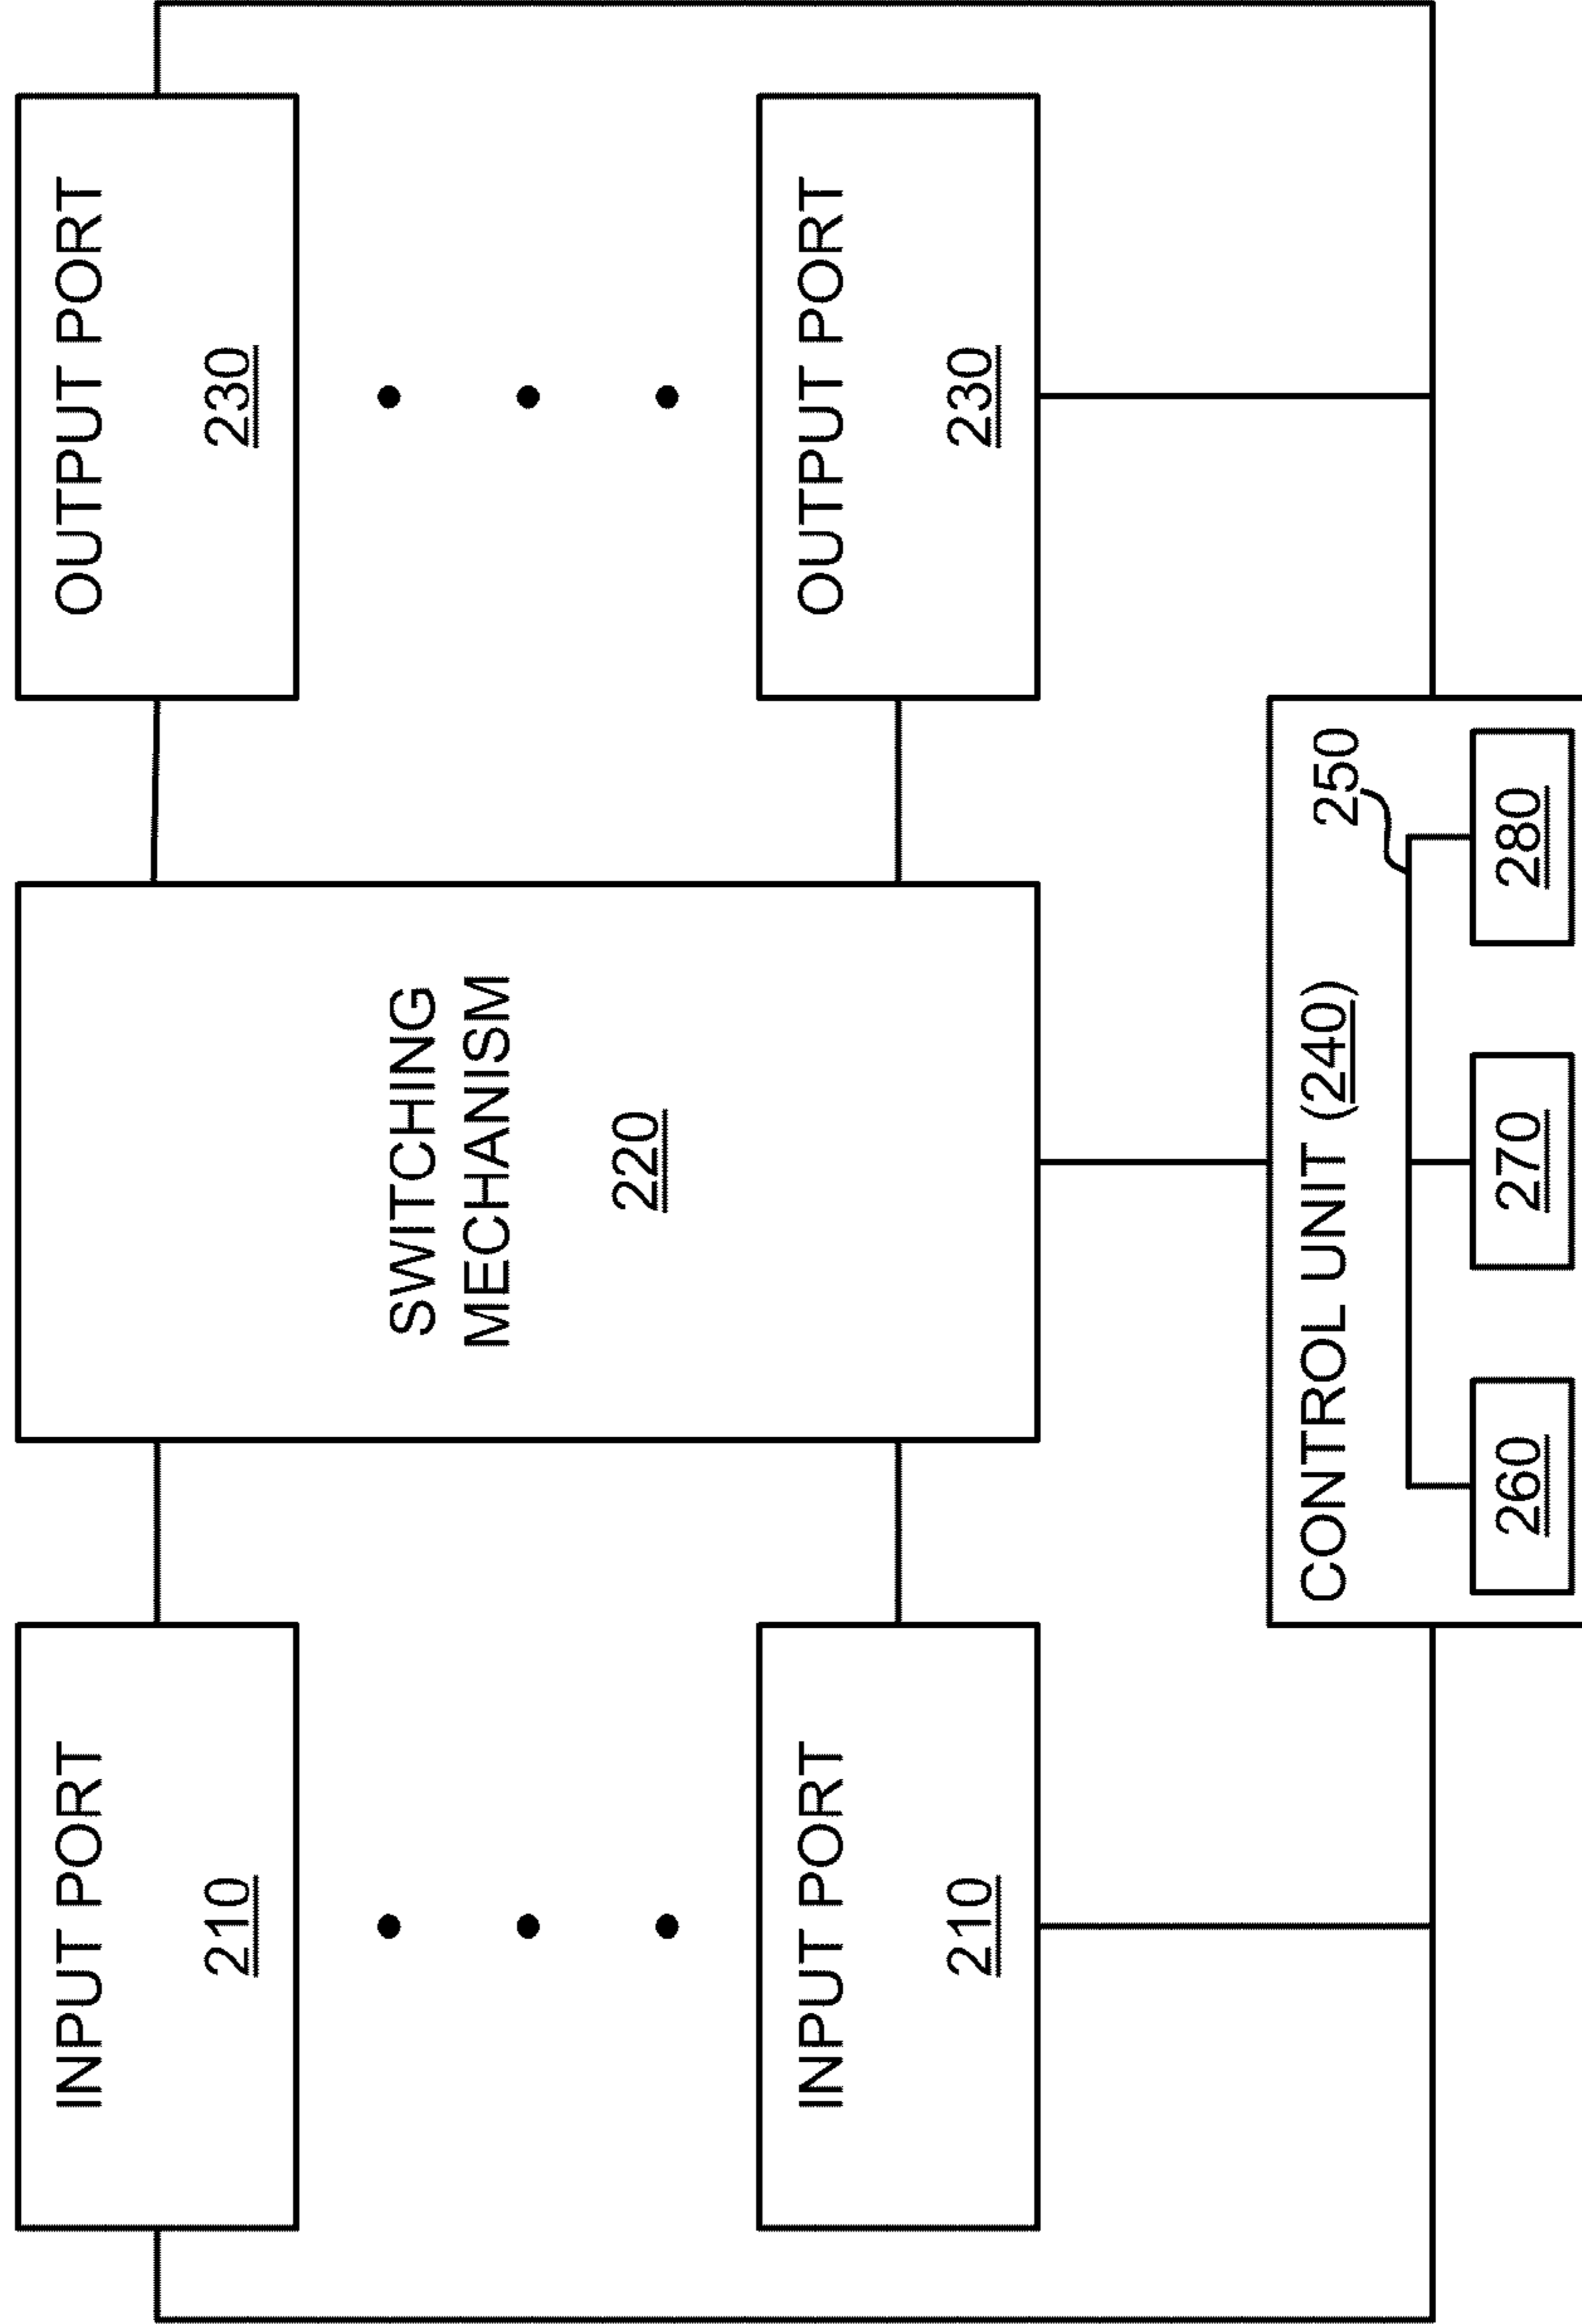 INPUT PORT
210
INPUT PORT
210
SWITCHING
MECHANISM
220
OUTPUT PORT
230
OUTPUT PORT
230
CONTROL UNIT (240)
250
260
270
280